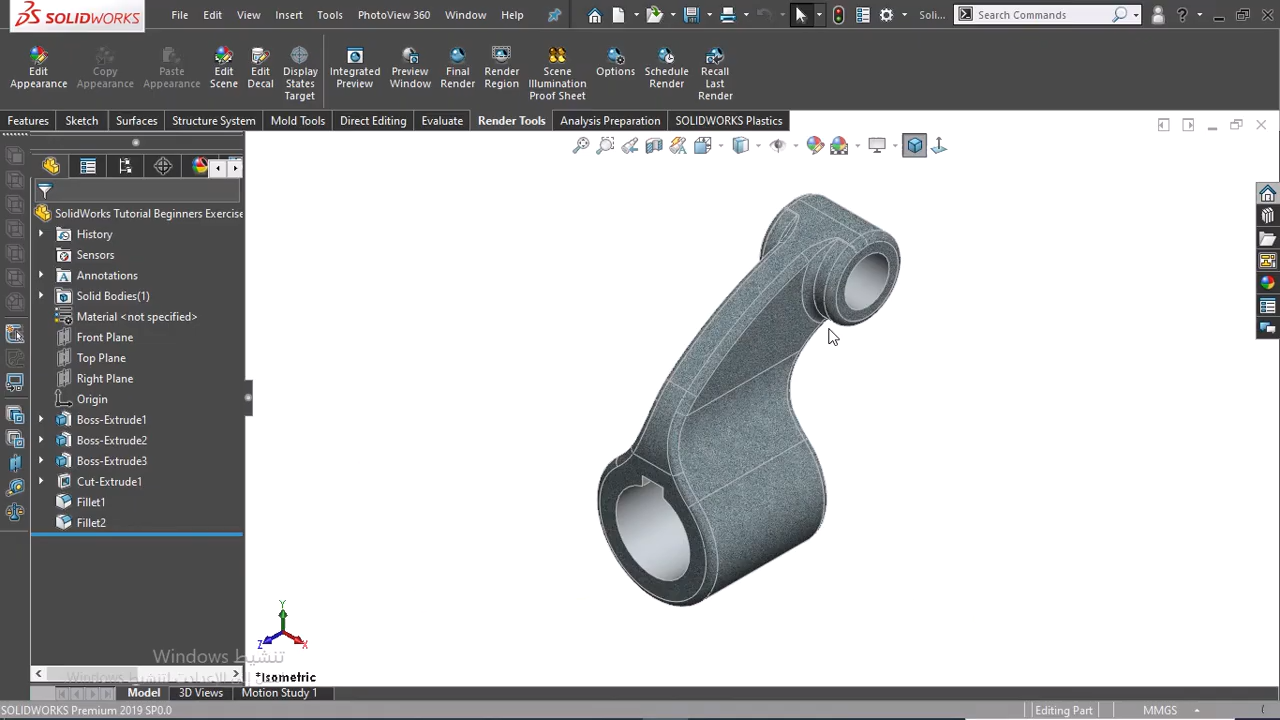 SOLIDWORKS File Edit View Insert Tools PhotoView 360 Window Help Soli... Search Commands
Edit Appearance
Copy Appearance
Paste Appearance
Edit Scene
Edit Decal
Display States Target
Integrated Preview
Preview Window
Final Render
Render Region
Scene Illumination Proof Sheet
Options
Schedule Render
Recall Last Render
Features Sketch Surfaces Structure System Mold Tools Direct Editing Evaluate Render Tools Analysis Preparation SOLIDWORKS Plastics
SolidWorks Tutorial Beginners Exercise
History
Sensors
Annotations
Solid Bodies(1)
Material <not specified>
Front Plane
Top Plane
Right Plane
Origin
Boss-Extrude1
Boss-Extrude2
Boss-Extrude3
Cut-Extrude1
Fillet1
Fillet2
Y
Z X
تنشيط Windows
*Isometric
Model 3D Views Motion Study 1
SOLIDWORKS Premium 2019 SP0.0 Editing Part MMGS